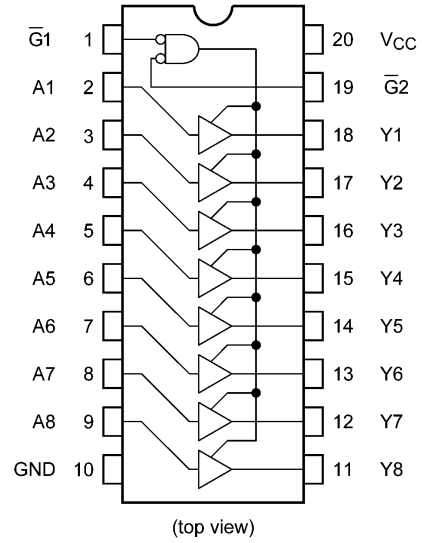 G̅1 1 20 VCC
A1 2 19 G̅2
A2 3 18 Y1
A3 4 17 Y2
A4 5 16 Y3
A5 6 15 Y4
A6 7 14 Y5
A7 8 13 Y6
A8 9 12 Y7
GND 10 11 Y8
(top view)